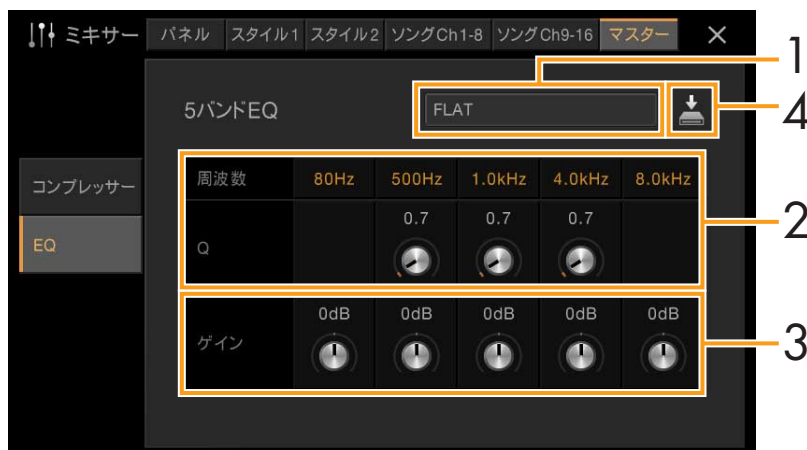 ミキサー パネル スタイル1 スタイル2 ソングCh1-8 ソングCh9-16 マスター ×
1
5バンドEQ FLAT
4
コンプレッサー
EQ
周波数 80Hz 500Hz 1.0kHz 4.0kHz 8.0kHz
0.7 0.7 0.7
Q
2
0dB 0dB 0dB 0dB 0dB
ゲイン
3